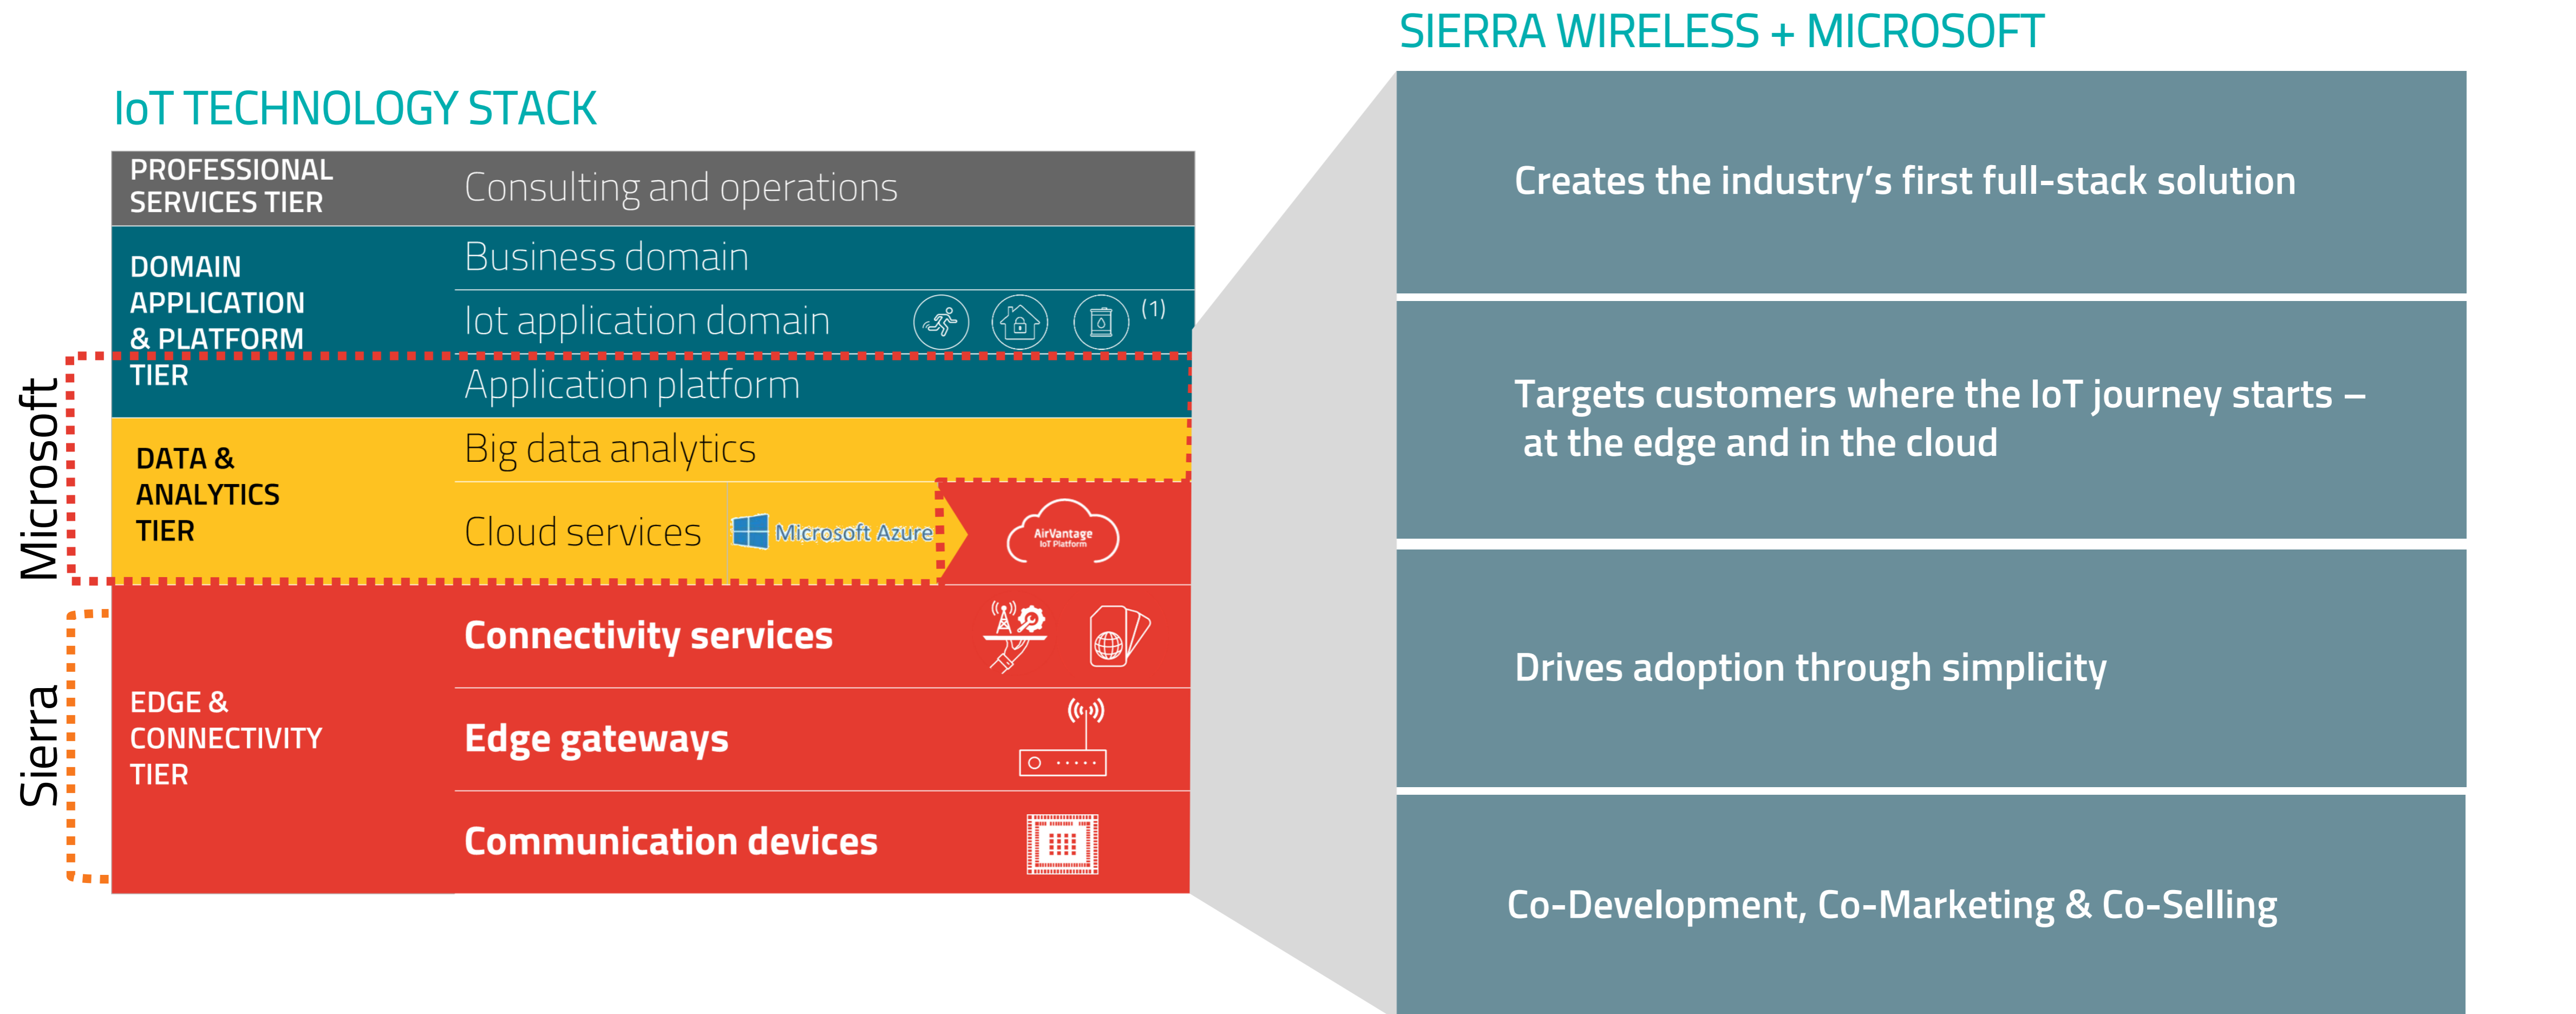 SIERRA WIRELESS + MICROSOFT
IoT TECHNOLOGY STACK
PROFESSIONAL
SERVICES TIER
Consulting and operations
DOMAIN
APPLICATION
& PLATFORM
TIER
Business domain
Iot application domain
(1)
Application platform
Microsoft
DATA &
ANALYTICS
TIER
Big data analytics
Cloud services
Microsoft Azure
AirVantage
IoT Platform
Sierra
EDGE &
CONNECTIVITY
TIER
Connectivity services
Edge gateways
Communication devices
Creates the industry’s first full-stack solution
Targets customers where the IoT journey starts –
at the edge and in the cloud
Drives adoption through simplicity
Co-Development, Co-Marketing & Co-Selling